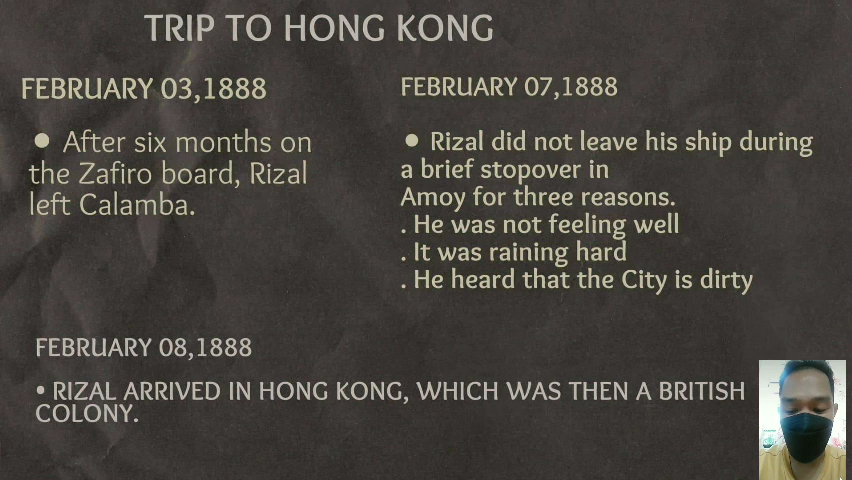 TRIP TO HONG KONG
FEBRUARY 03,1888
• After six months on
the Zafiro board, Rizal
left Calamba.
FEBRUARY 07,1888
• Rizal did not leave his ship during
a brief stopover in
Amoy for three reasons.
. He was not feeling well
. It was raining hard
. He heard that the City is dirty
FEBRUARY 08,1888
• RIZAL ARRIVED IN HONG KONG, WHICH WAS THEN A BRITISH
COLONY.